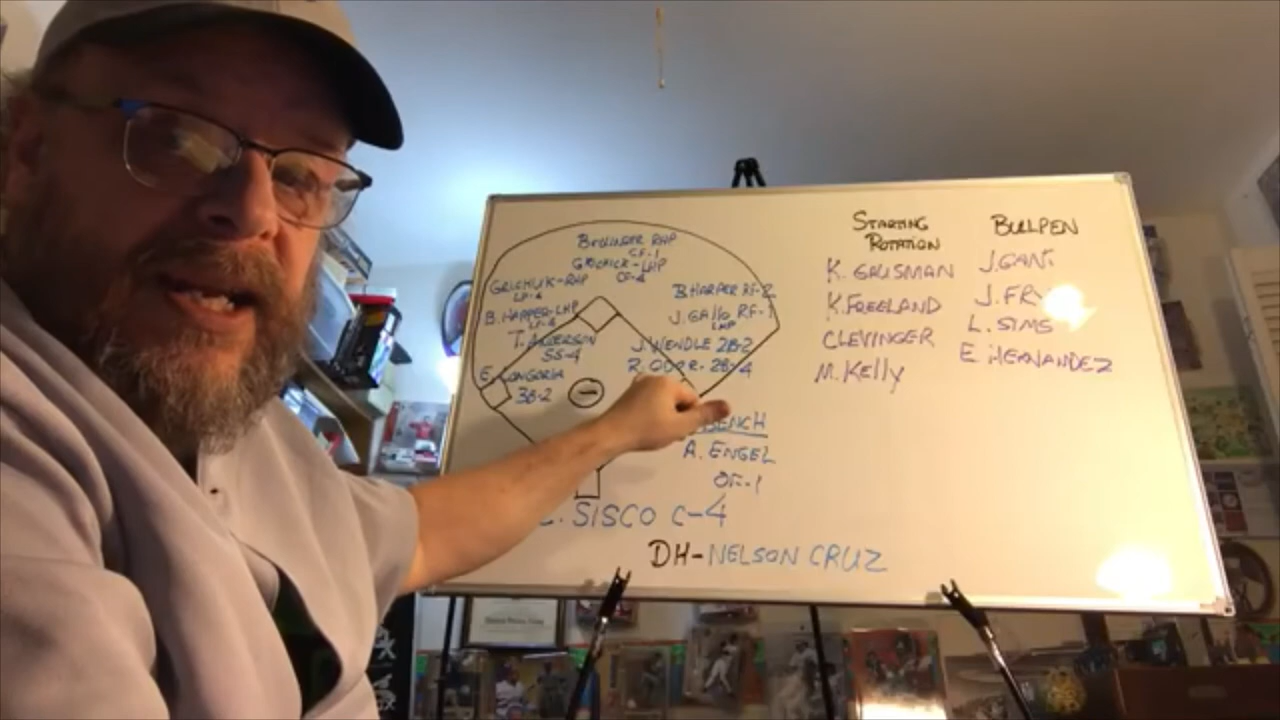 BELLINGER RHP
CF-1
GRICHUK-LHP
CF-4
GRICHUK-RHP
LF-4
B. HARPER-LHP
LF-4
B HARPER RF-2
J. GALLO RF-1
LHP
T. ANDERSON
SS-4
J. WENDLE 2B-2
R. ODOR-2B-4
E. LONGORIA
3B-2
BENCH
A. ENGEL
OF-1
C. SISCO C-4
DH-NELSON CRUZ
STARTING
ROTATION
K. GAUSMAN
K. FREELAND
CLEVINGER
M. KELLY
BULLPEN
J. GANT
J. FRY
L. SIMS
E. HERNANDEZ